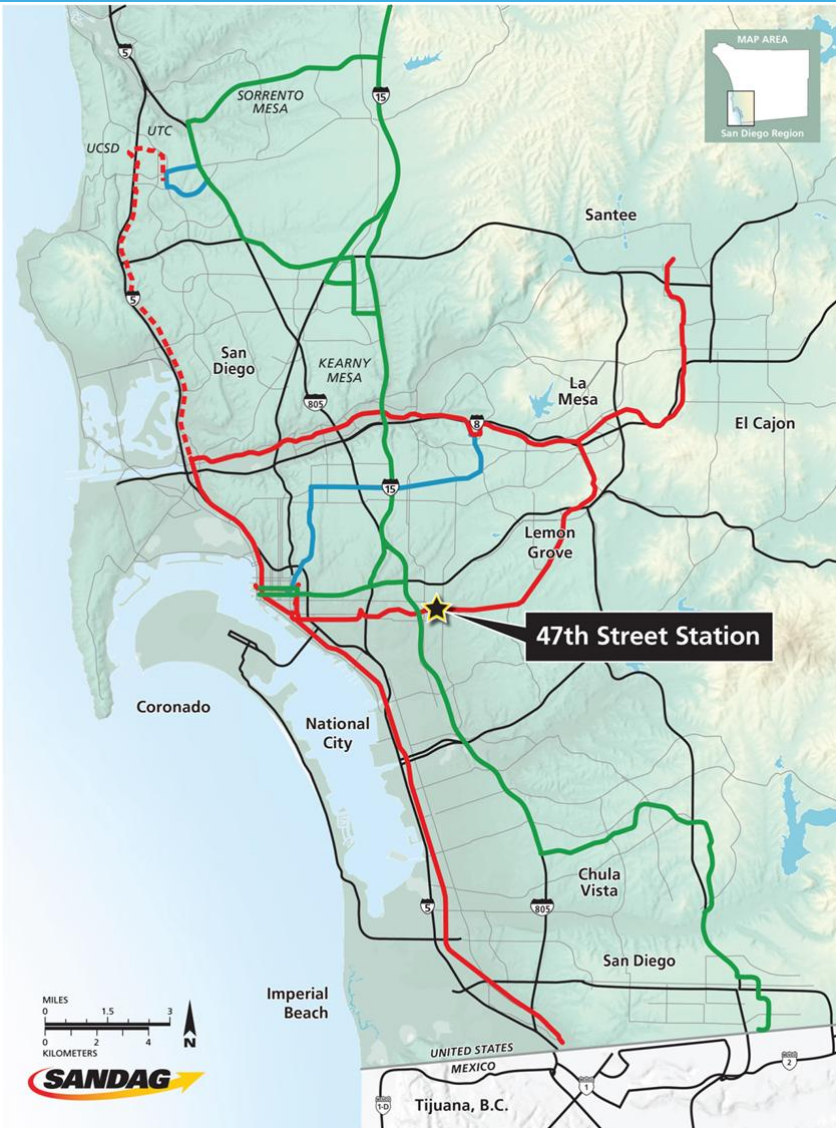 MAP AREA
San Diego Region
5
SORRENTO
MESA
15
UTC
UCSD
Santee
5
San
Diego
KEARNY
MESA
805
La
Mesa
8
El Cajon
15
Lemon
Grove
47th Street Station
Coronado
National
City
Chula
Vista
5
805
San Diego
Imperial
Beach
MILES
0 1.5 3
0 2 4
KILOMETERS
N
SANDAG
UNITED STATES
MEXICO
2
1
1-D
Tijuana, B.C.